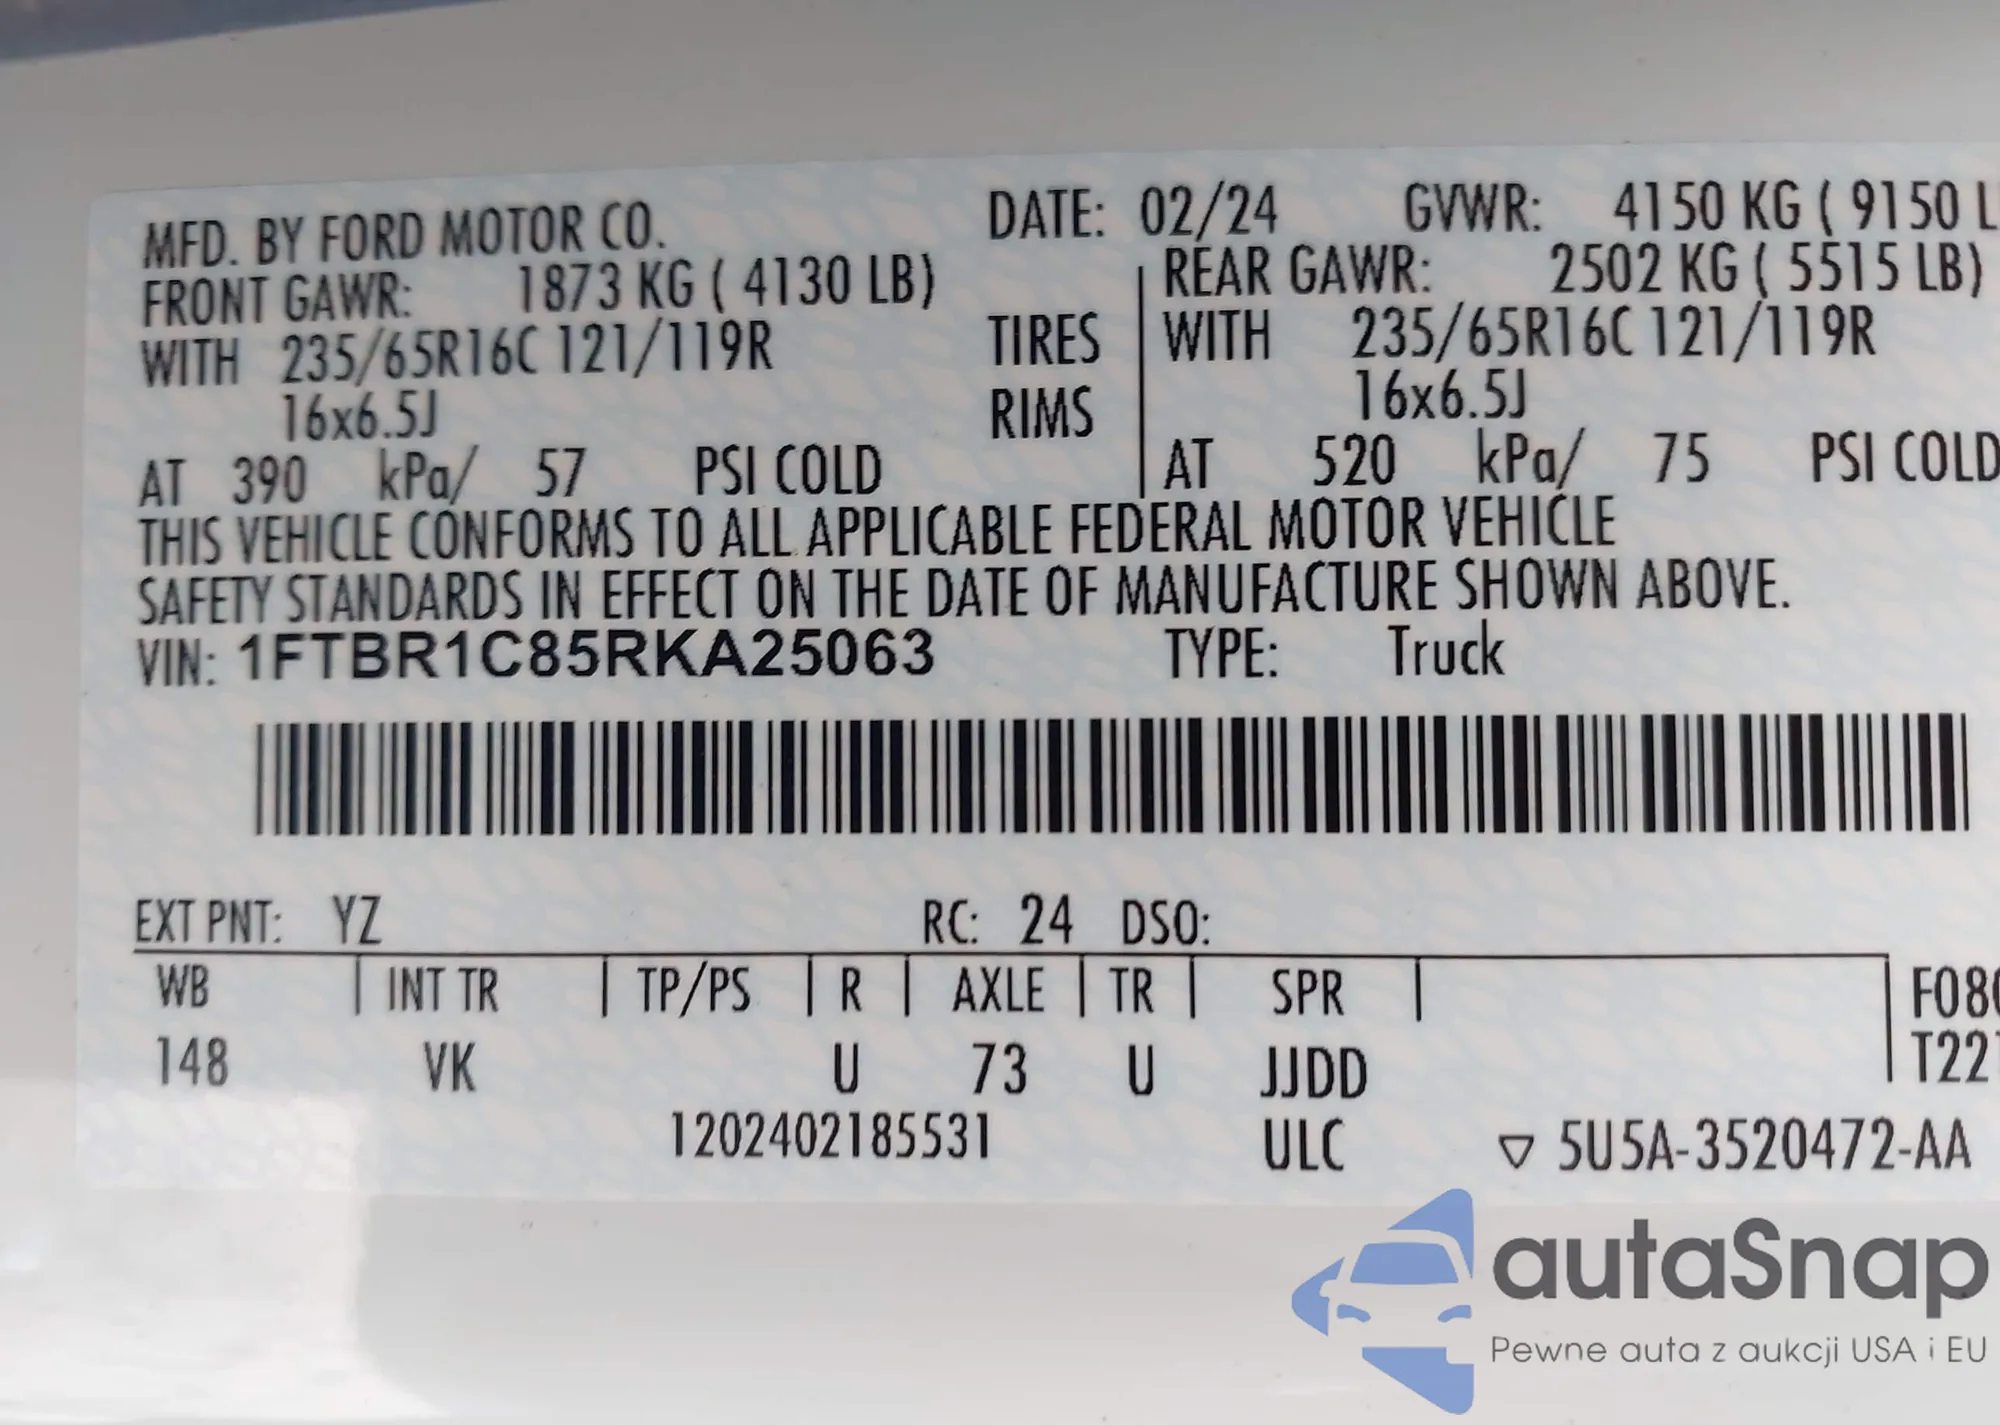 MFD. BY FORD MOTOR CO. DATE: 02/24 GVWR: 4150 KG ( 9150 L
FRONT GAWR: 1873 KG ( 4130 LB) REAR GAWR: 2502 KG ( 5515 LB)
WITH 235/65R16C 121/119R TIRES WITH 235/65R16C 121/119R
16x6.5J RIMS 16x6.5J
AT 390 kPa/ 57 PSI COLD AT 520 kPa/ 75 PSI COLD
THIS VEHICLE CONFORMS TO ALL APPLICABLE FEDERAL MOTOR VEHICLE
SAFETY STANDARDS IN EFFECT ON THE DATE OF MANUFACTURE SHOWN ABOVE.
VIN: 1FTBR1C85RKA25063 TYPE: Truck
EXT PNT: YZ RC: 24 DSO:
WB INT TR TP/PS R AXLE TR SPR F08
148 VK U 73 U JJDD T22
1202402185531 ULC ▽ 5U5A-3520472-AA
autaSnap
Pewne auta z aukcji USA i EU